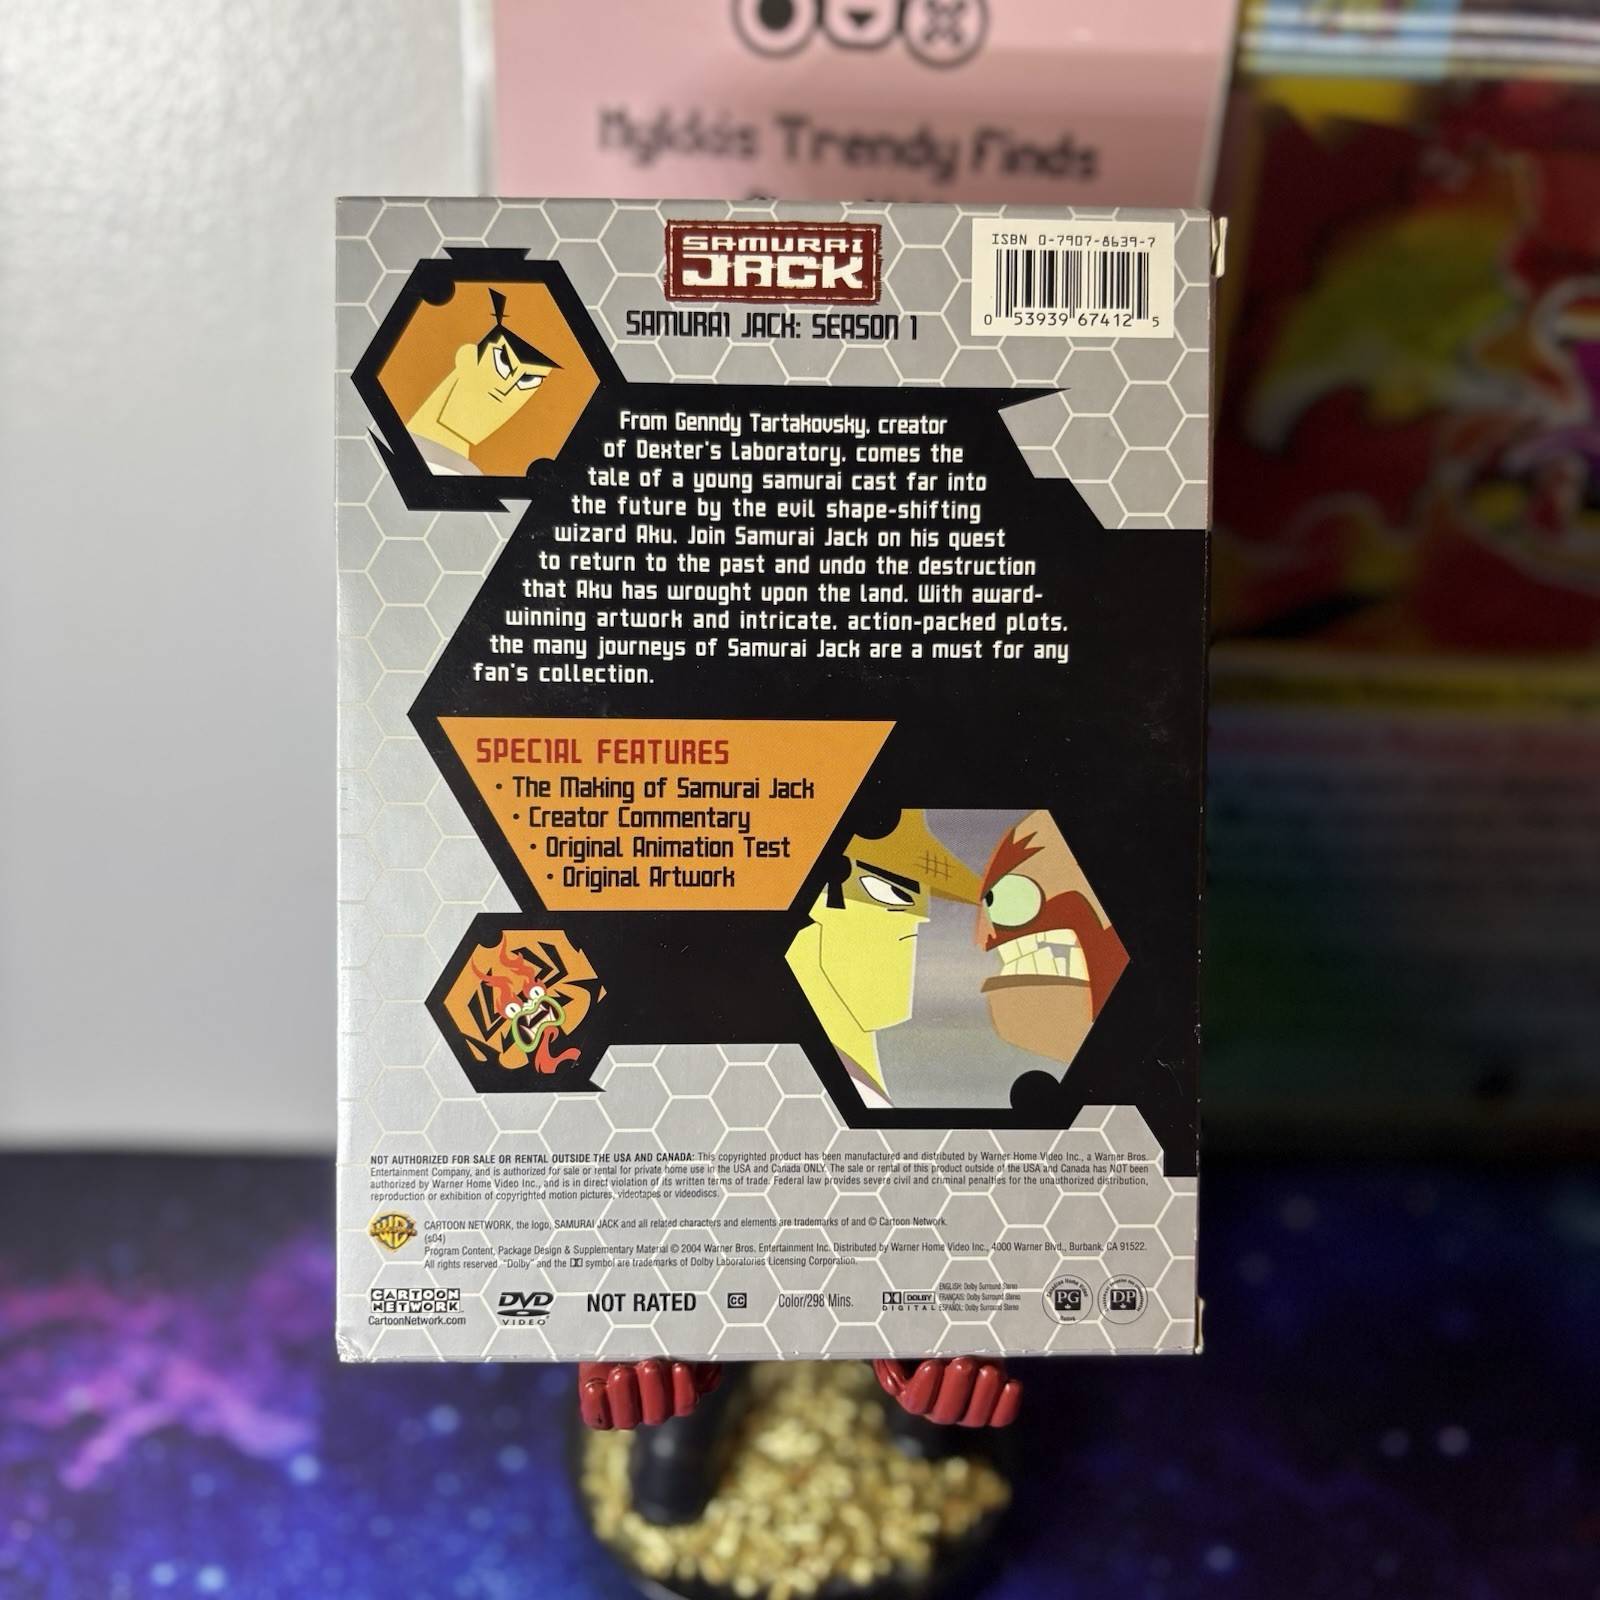 Trendy Finds
SAMURAI
JACK
SAMURAI JACK: SEASON 1
ISBN 0-7907-8639-7
0 53939 67412 5
From Genndy Tartakovsky, creator
of Dexter's Laboratory, comes the
tale of a young samurai cast far into
the future by the evil shape-shifting
wizard Aku. Join Samurai Jack on his quest
to return to the past and undo the destruction
that Aku has wrought upon the land. With award-
winning artwork and intricate, action-packed plots,
the many journeys of Samurai Jack are a must for any
fan's collection.
SPECIAL FEATURES
• The Making of Samurai Jack
• Creator Commentary
• Original Animation Test
• Original Artwork
NOT AUTHORIZED FOR SALE OR RENTAL OUTSIDE THE USA AND CANADA: This copyrighted product has been manufactured and distributed by Warner Home Video Inc., a Warner Bros.
Entertainment Company, and is authorized for sale or rental for private home use in the USA and Canada ONLY. The sale or rental of this product outside of the USA and Canada has NOT been
authorized by Warner Home Video Inc., and is in direct violation of its written terms of trade. Federal law provides severe civil and criminal penalties for the unauthorized distribution,
reproduction or exhibition of copyrighted motion pictures, videotapes or videodiscs.
CARTOON NETWORK, the logo, SAMURAI JACK and all related characters and elements are trademarks of and © Cartoon Network.
(s04)
Program Content, Package Design & Supplementary Material © 2004 Warner Bros. Entertainment Inc. Distributed by Warner Home Video Inc., 4000 Warner Blvd., Burbank, CA 91522.
All rights reserved. "Dolby" and the DD symbol are trademarks of Dolby Laboratories Licensing Corporation.
CARTOON
NETWORK
CartoonNetwork.com
DVD
VIDEO
NOT RATED
CC
Color/298 Mins.
DOLBY
DIGITAL
ENGLISH: Dolby Surround Stereo
FRANÇAIS: Dolby Surround Stereo
ESPAÑOL: Dolby Surround Stereo
Canadian Home Video
PG
Rating
DP